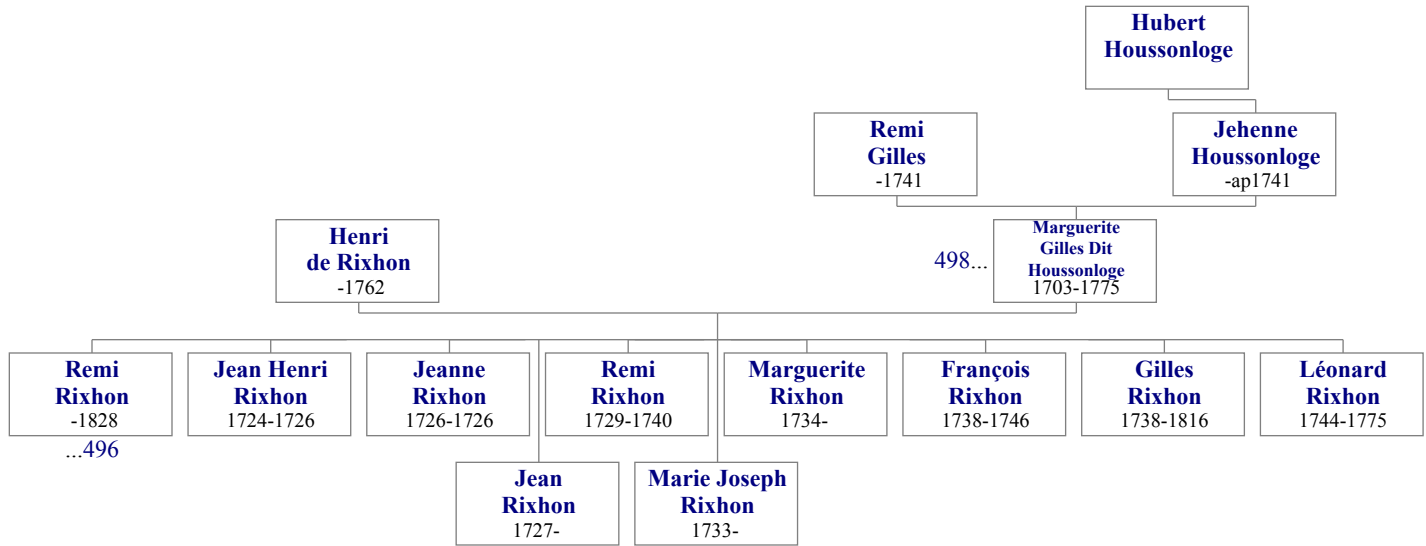 Hubert
Houssonloge
Remi
Gilles
-1741
Jehenne
Houssonloge
-ap1741
Henri
de Rixhon
-1762
498...
Marguerite
Gilles Dit
Houssonloge
1703-1775
Remi
Rixhon
-1828
...496
Jean Henri
Rixhon
1724-1726
Jeanne
Rixhon
1726-1726
Remi
Rixhon
1729-1740
Marguerite
Rixhon
1734-
François
Rixhon
1738-1746
Gilles
Rixhon
1738-1816
Léonard
Rixhon
1744-1775
Jean
Rixhon
1727-
Marie Joseph
Rixhon
1733-